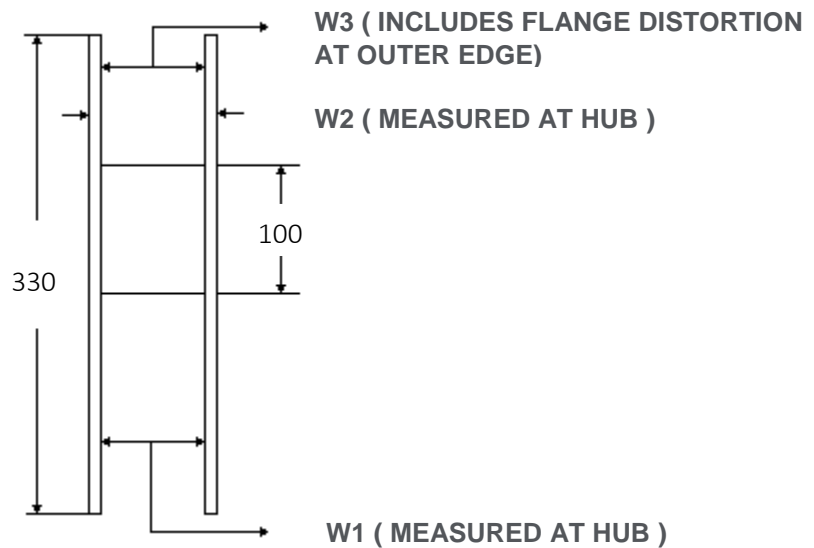 W3 ( INCLUDES FLANGE DISTORTION
AT OUTER EDGE)
W2 ( MEASURED AT HUB )
100
330
W1 ( MEASURED AT HUB )